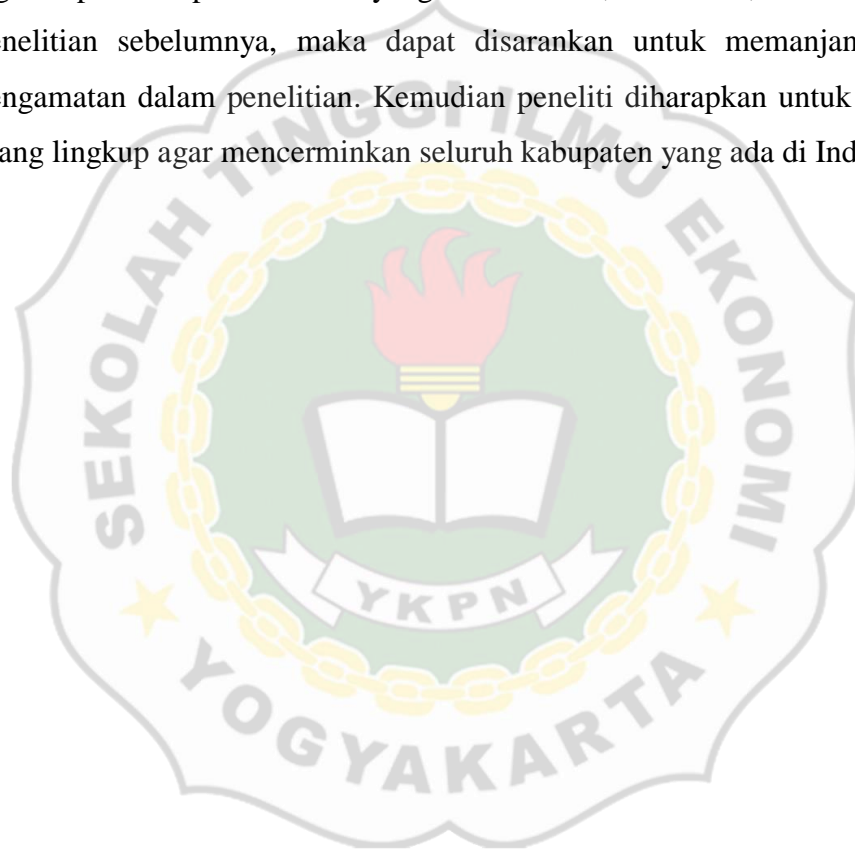 enelitian sebelumnya, maka dapat disarankan untuk memanjan
engamatan dalam penelitian. Kemudian peneliti diharapkan untuk
ang lingkup agar mencerminkan seluruh kabupaten yang ada di Ind
SEKOLAH TINGGI ILMU EKONOMI
YKPN
YOGYAKARTA